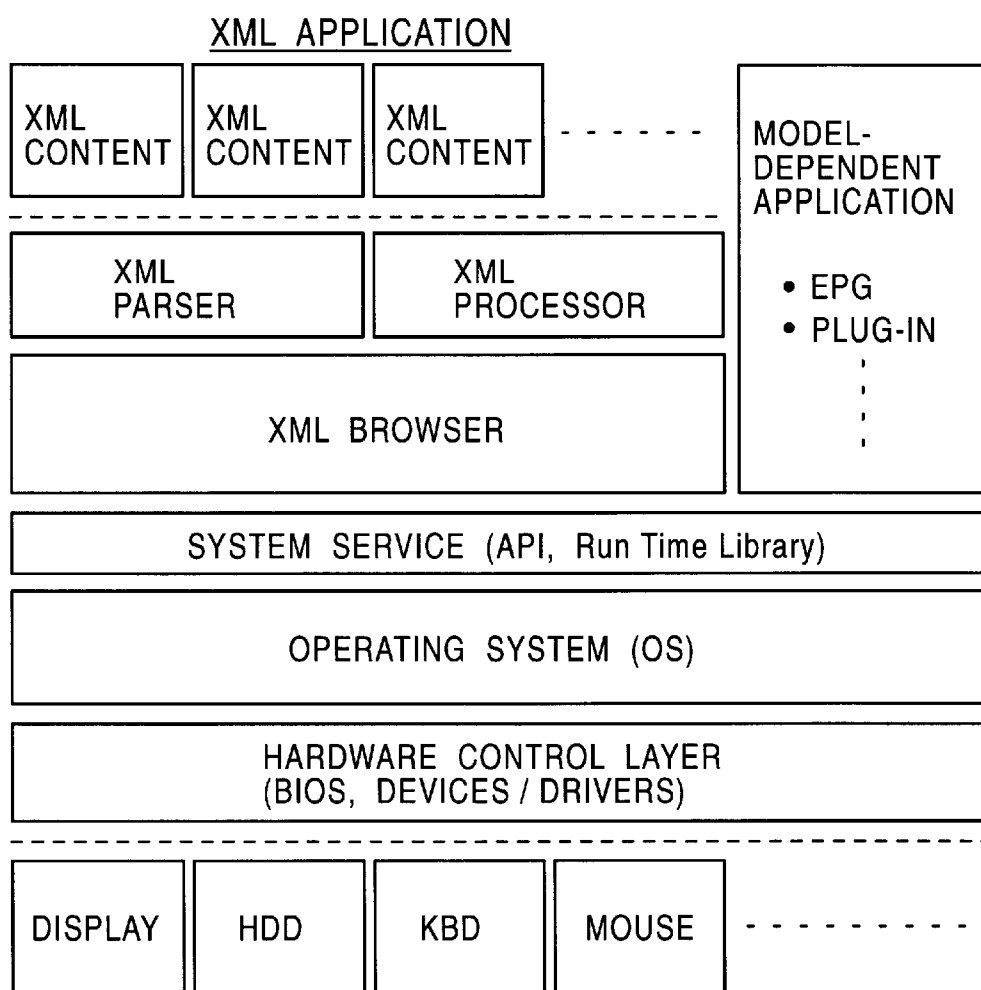 XML APPLICATION
XML CONTENT
XML CONTENT
XML CONTENT
MODEL-
DEPENDENT
APPLICATION
• EPG
• PLUG-IN
XML
PARSER
XML
PROCESSOR
XML BROWSER
SYSTEM SERVICE (API, Run Time Library)
OPERATING SYSTEM (OS)
HARDWARE CONTROL LAYER
(BIOS, DEVICES / DRIVERS)
DISPLAY
HDD
KBD
MOUSE